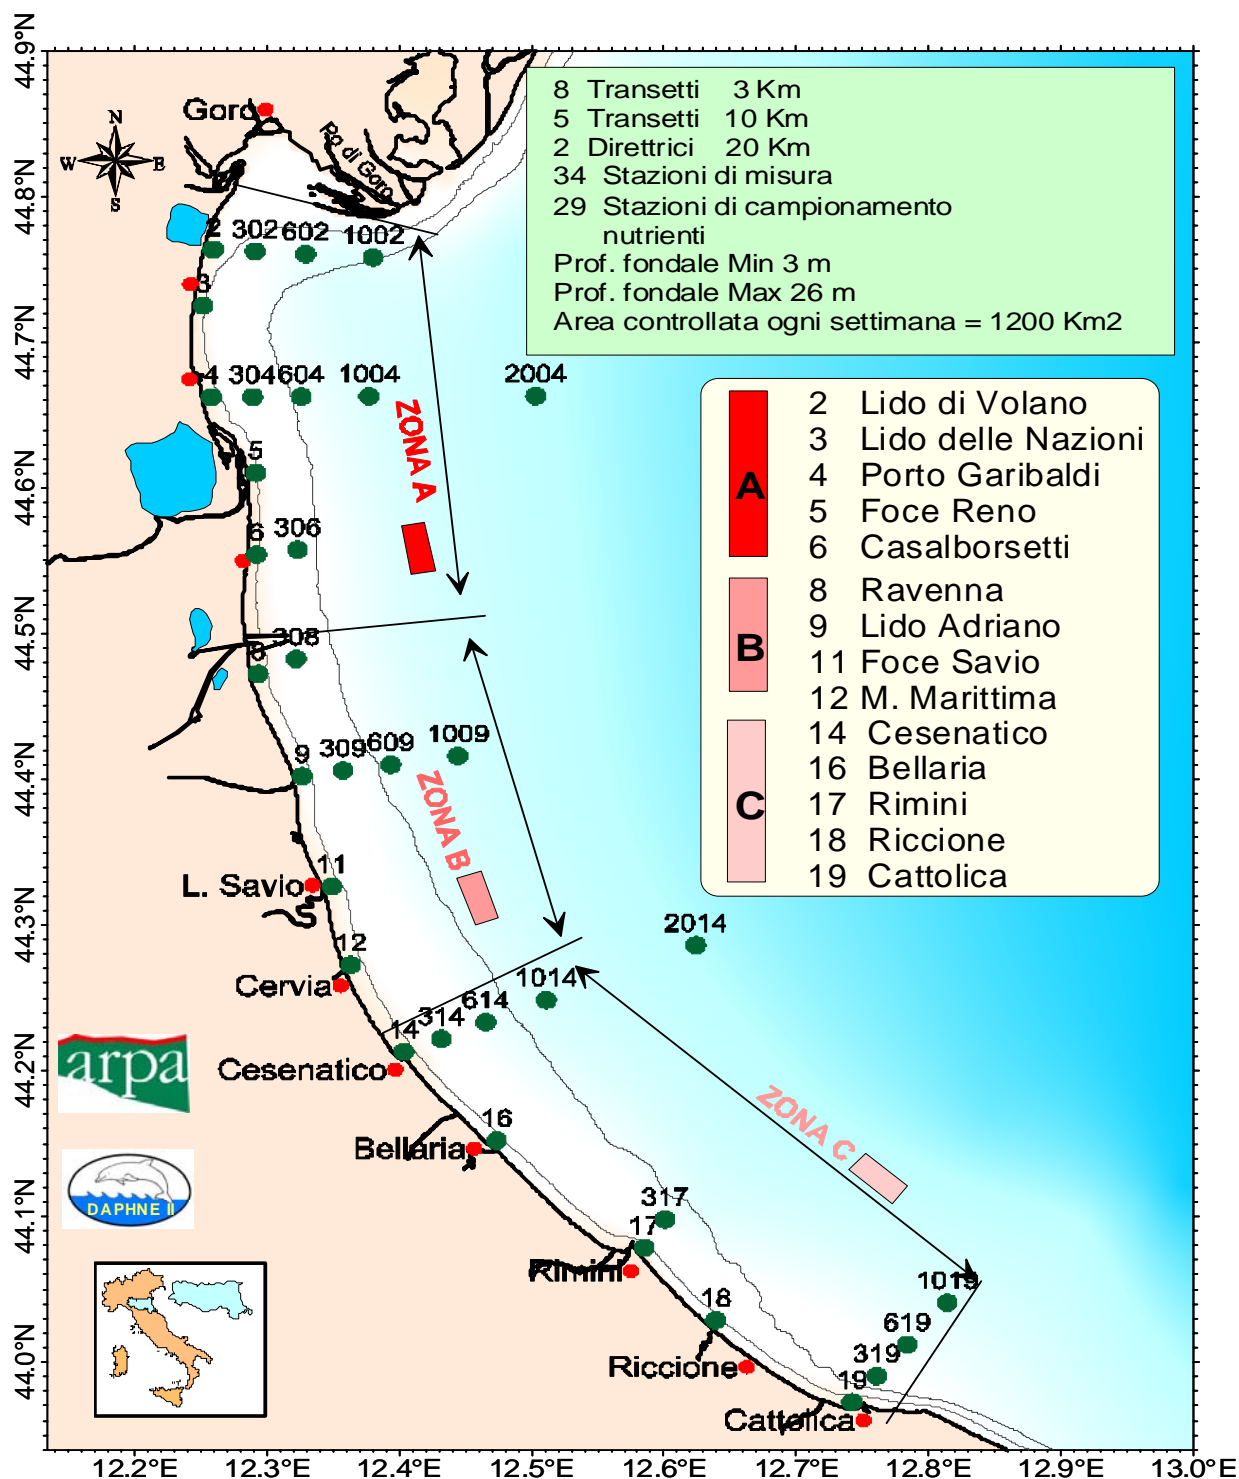 44.9°N
44.8°N
44.7°N
44.6°N
44.5°N
44.4°N
44.3°N
44.2°N
44.1°N
44.0°N
12.2°E 12.3°E 12.4°E 12.5°E 12.6°E 12.7°E 12.8°E 12.9°E 13.0°E
8 Transetti 3 Km
5 Transetti 10 Km
2 Direttrici 20 Km
34 Stazioni di misura
29 Stazioni di campionamento
nutrienti
Prof. fondale Min 3 m
Prof. fondale Max 26 m
Area controllata ogni settimana = 1200 Km2
Goro
Po di Goro
N
W E
S
2 302 602 1002
3
4 304 604 1004 2004
ZONA A
5
6 306
8 308
9 309 609 1009
ZONA B
11
L. Savio
12
Cervia
2014
14 314 614 1014
Cesenatico
16
Bellaria
ZONA C
17 317
Rimini
18
Riccione
19 319 619 1019
Cattolica
A
2 Lido di Volano
3 Lido delle Nazioni
4 Porto Garibaldi
5 Foce Reno
6 Casalborsetti
B
8 Ravenna
9 Lido Adriano
11 Foce Savio
12 M. Marittima
C
14 Cesenatico
16 Bellaria
17 Rimini
18 Riccione
19 Cattolica
arpa
DAPHNE II